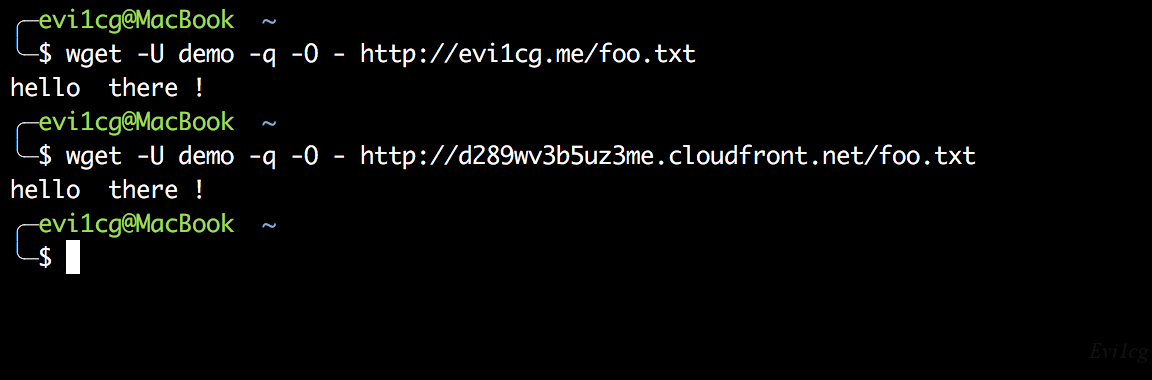 evi1cg@MacBook ~
$ wget -U demo -q -O - http://evi1cg.me/foo.txt
hello  there !
evi1cg@MacBook ~
$ wget -U demo -q -O - http://d289wv3b5uz3me.cloudfront.net/foo.txt
hello  there !
evi1cg@MacBook ~
$
Evi1cg